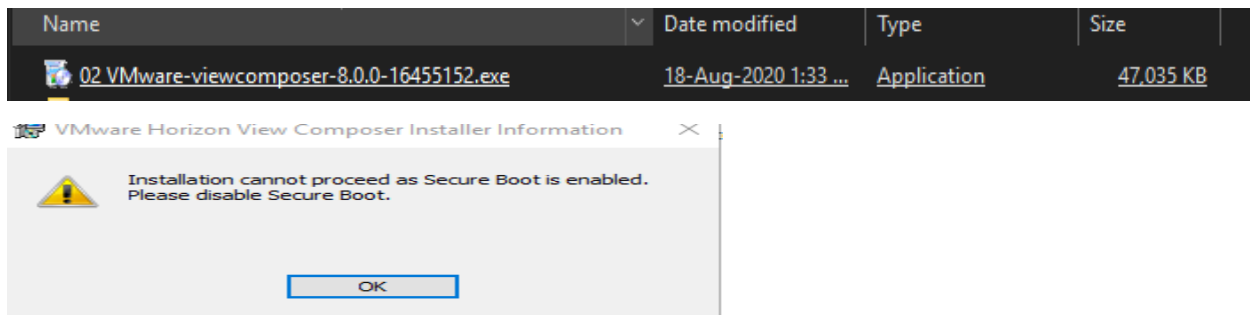 Name Date modified Type Size
02 VMware-viewcomposer-8.0.0-16455152.exe 18-Aug-2020 1:33 ... Application 47,035 KB
VMware Horizon View Composer Installer Information
Installation cannot proceed as Secure Boot is enabled.
Please disable Secure Boot.
OK